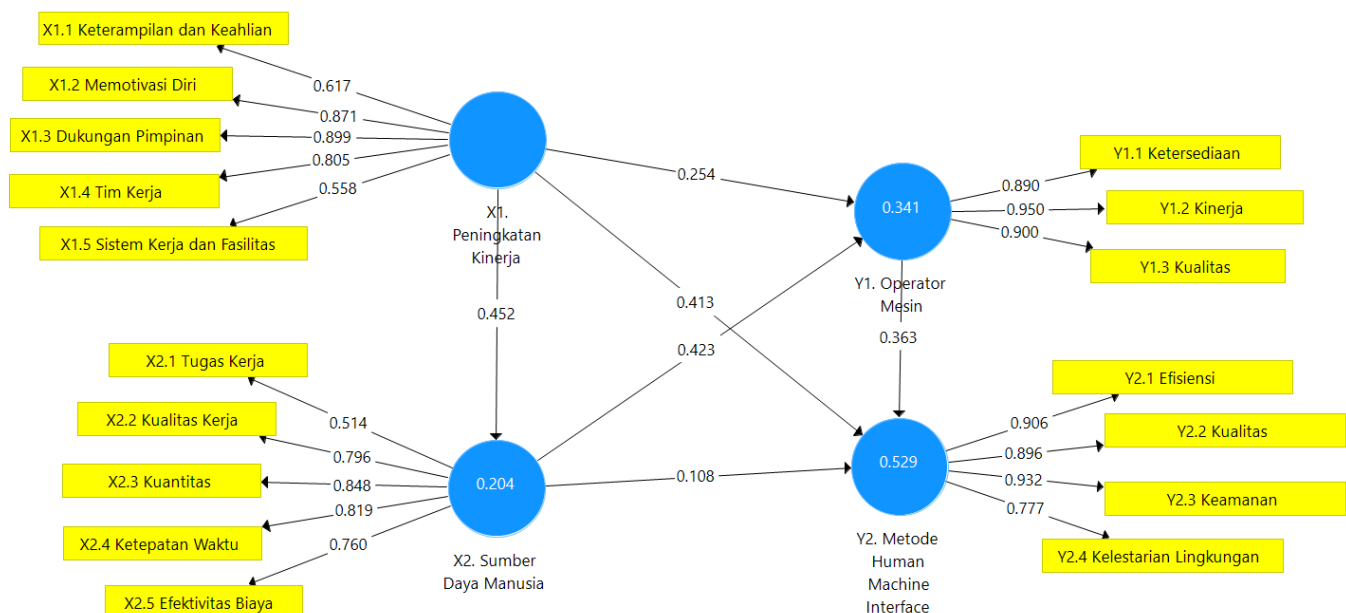 X1.1 Keterampilan dan Keahlian
X1.2 Memotivasi Diri
X1.3 Dukungan Pimpinan
X1.4 Tim Kerja
X1.5 Sistem Kerja dan Fasilitas
0.617
0.871
0.899
0.805
0.558
X1.
Peningkatan
Kinerja
0.254
0.413
0.452
0.423
0.108
0.363
0.341
Y1. Operator
Mesin
0.890
0.950
0.900
Y1.1 Ketersediaan
Y1.2 Kinerja
Y1.3 Kualitas
X2.1 Tugas Kerja
X2.2 Kualitas Kerja
X2.3 Kuantitas
X2.4 Ketepatan Waktu
X2.5 Efektivitas Biaya
0.514
0.796
0.848
0.819
0.760
0.204
X2. Sumber
Daya Manusia
0.529
Y2. Metode
Human
Machine
Interface
0.906
0.896
0.932
0.777
Y2.1 Efisiensi
Y2.2 Kualitas
Y2.3 Keamanan
Y2.4 Kelestarian Lingkungan